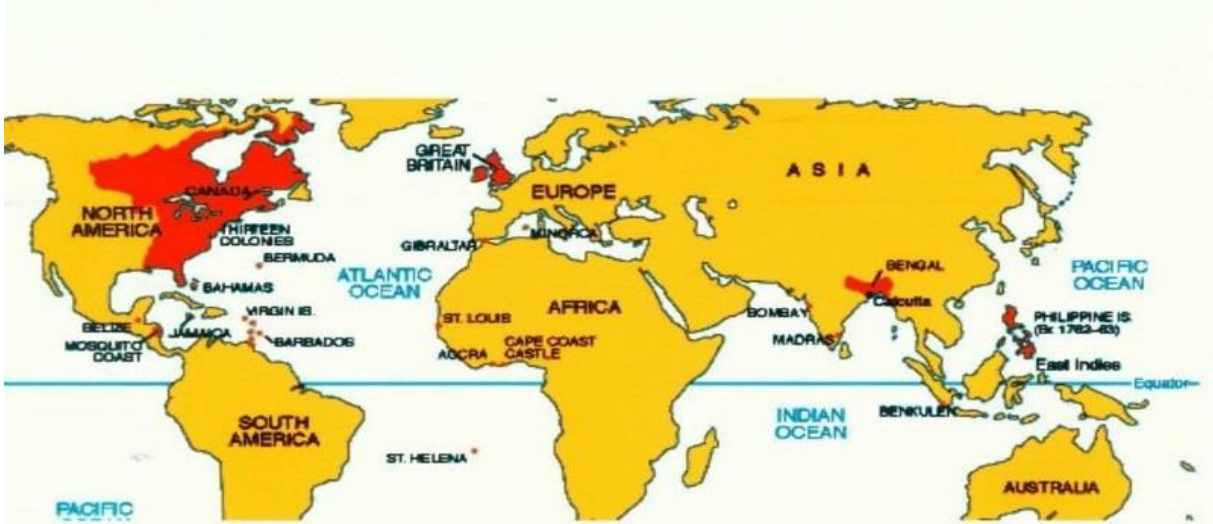 GREAT
BRITAIN
ASIA
CANADA
EUROPE
NORTH
AMERICA
THIRTEEN
COLONIES
MINORCA
GIBRALTAR
BERMUDA
ATLANTIC
OCEAN
BENGAL
PACIFIC
OCEAN
BAHAMAS
Calcutta
AFRICA
VIRGIN IS.
ST. LOUIS
BOMBAY
PHILIPPINE IS.
(Br. 1762–63)
BELIZE
JAMAICA
MOSQUITO
COAST
BARBADOS
CAPE COAST
CASTLE
ACCRA
MADRAS
East Indies
Equator
SOUTH
AMERICA
INDIAN
OCEAN
BENKULEN
ST. HELENA
AUSTRALIA
PACIFIC
OCEAN